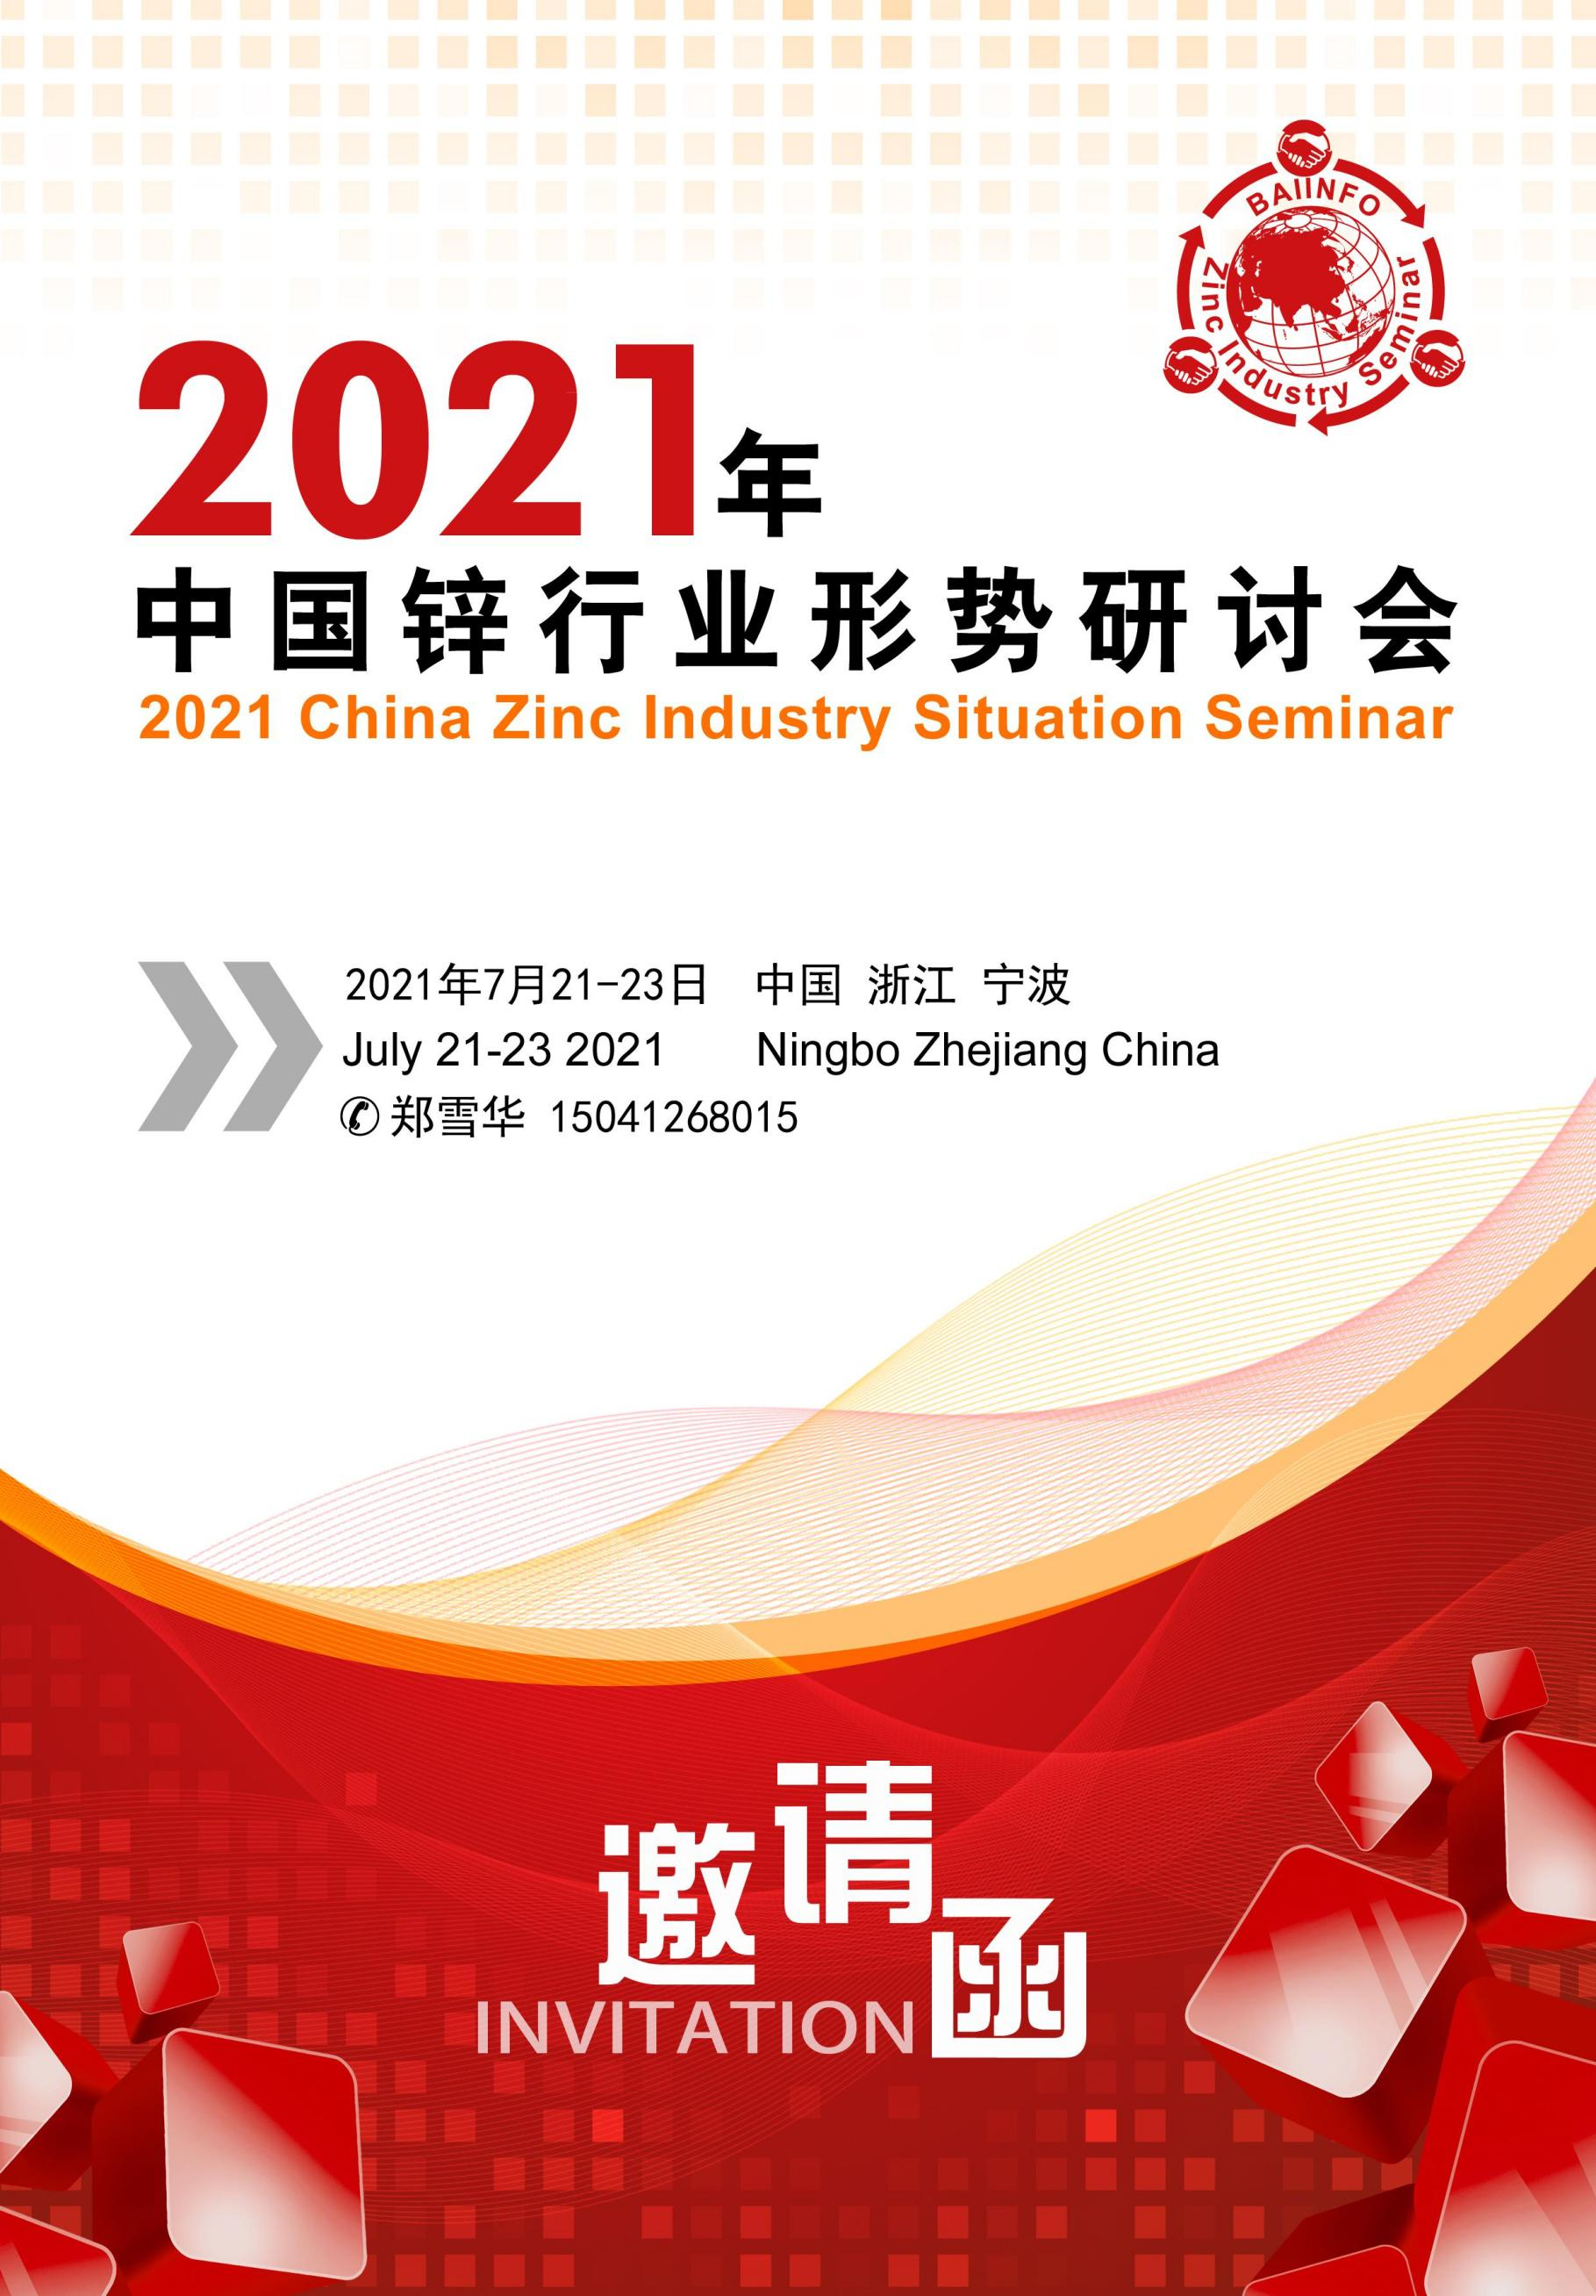 BAIINFO
Zinc Industry Seminar
2021年
中国锌行业形势研讨会
2021 China Zinc Industry Situation Seminar
2021年7月21-23日 中国 浙江 宁波
July 21-23 2021 Ningbo Zhejiang China
✆郑雪华 15041268015
邀请函
INVITATION